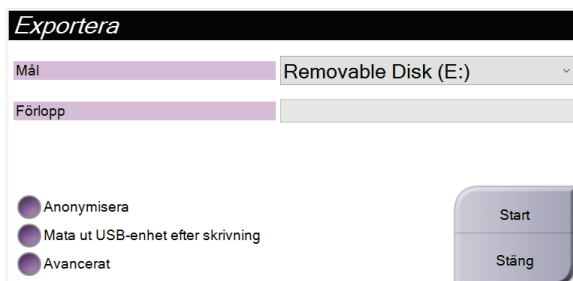 Exportera
Mål
Removable Disk (E:)
Förlopp
Anonymisera
Mata ut USB-enhet efter skrivning
Avancerat
Start
Stäng